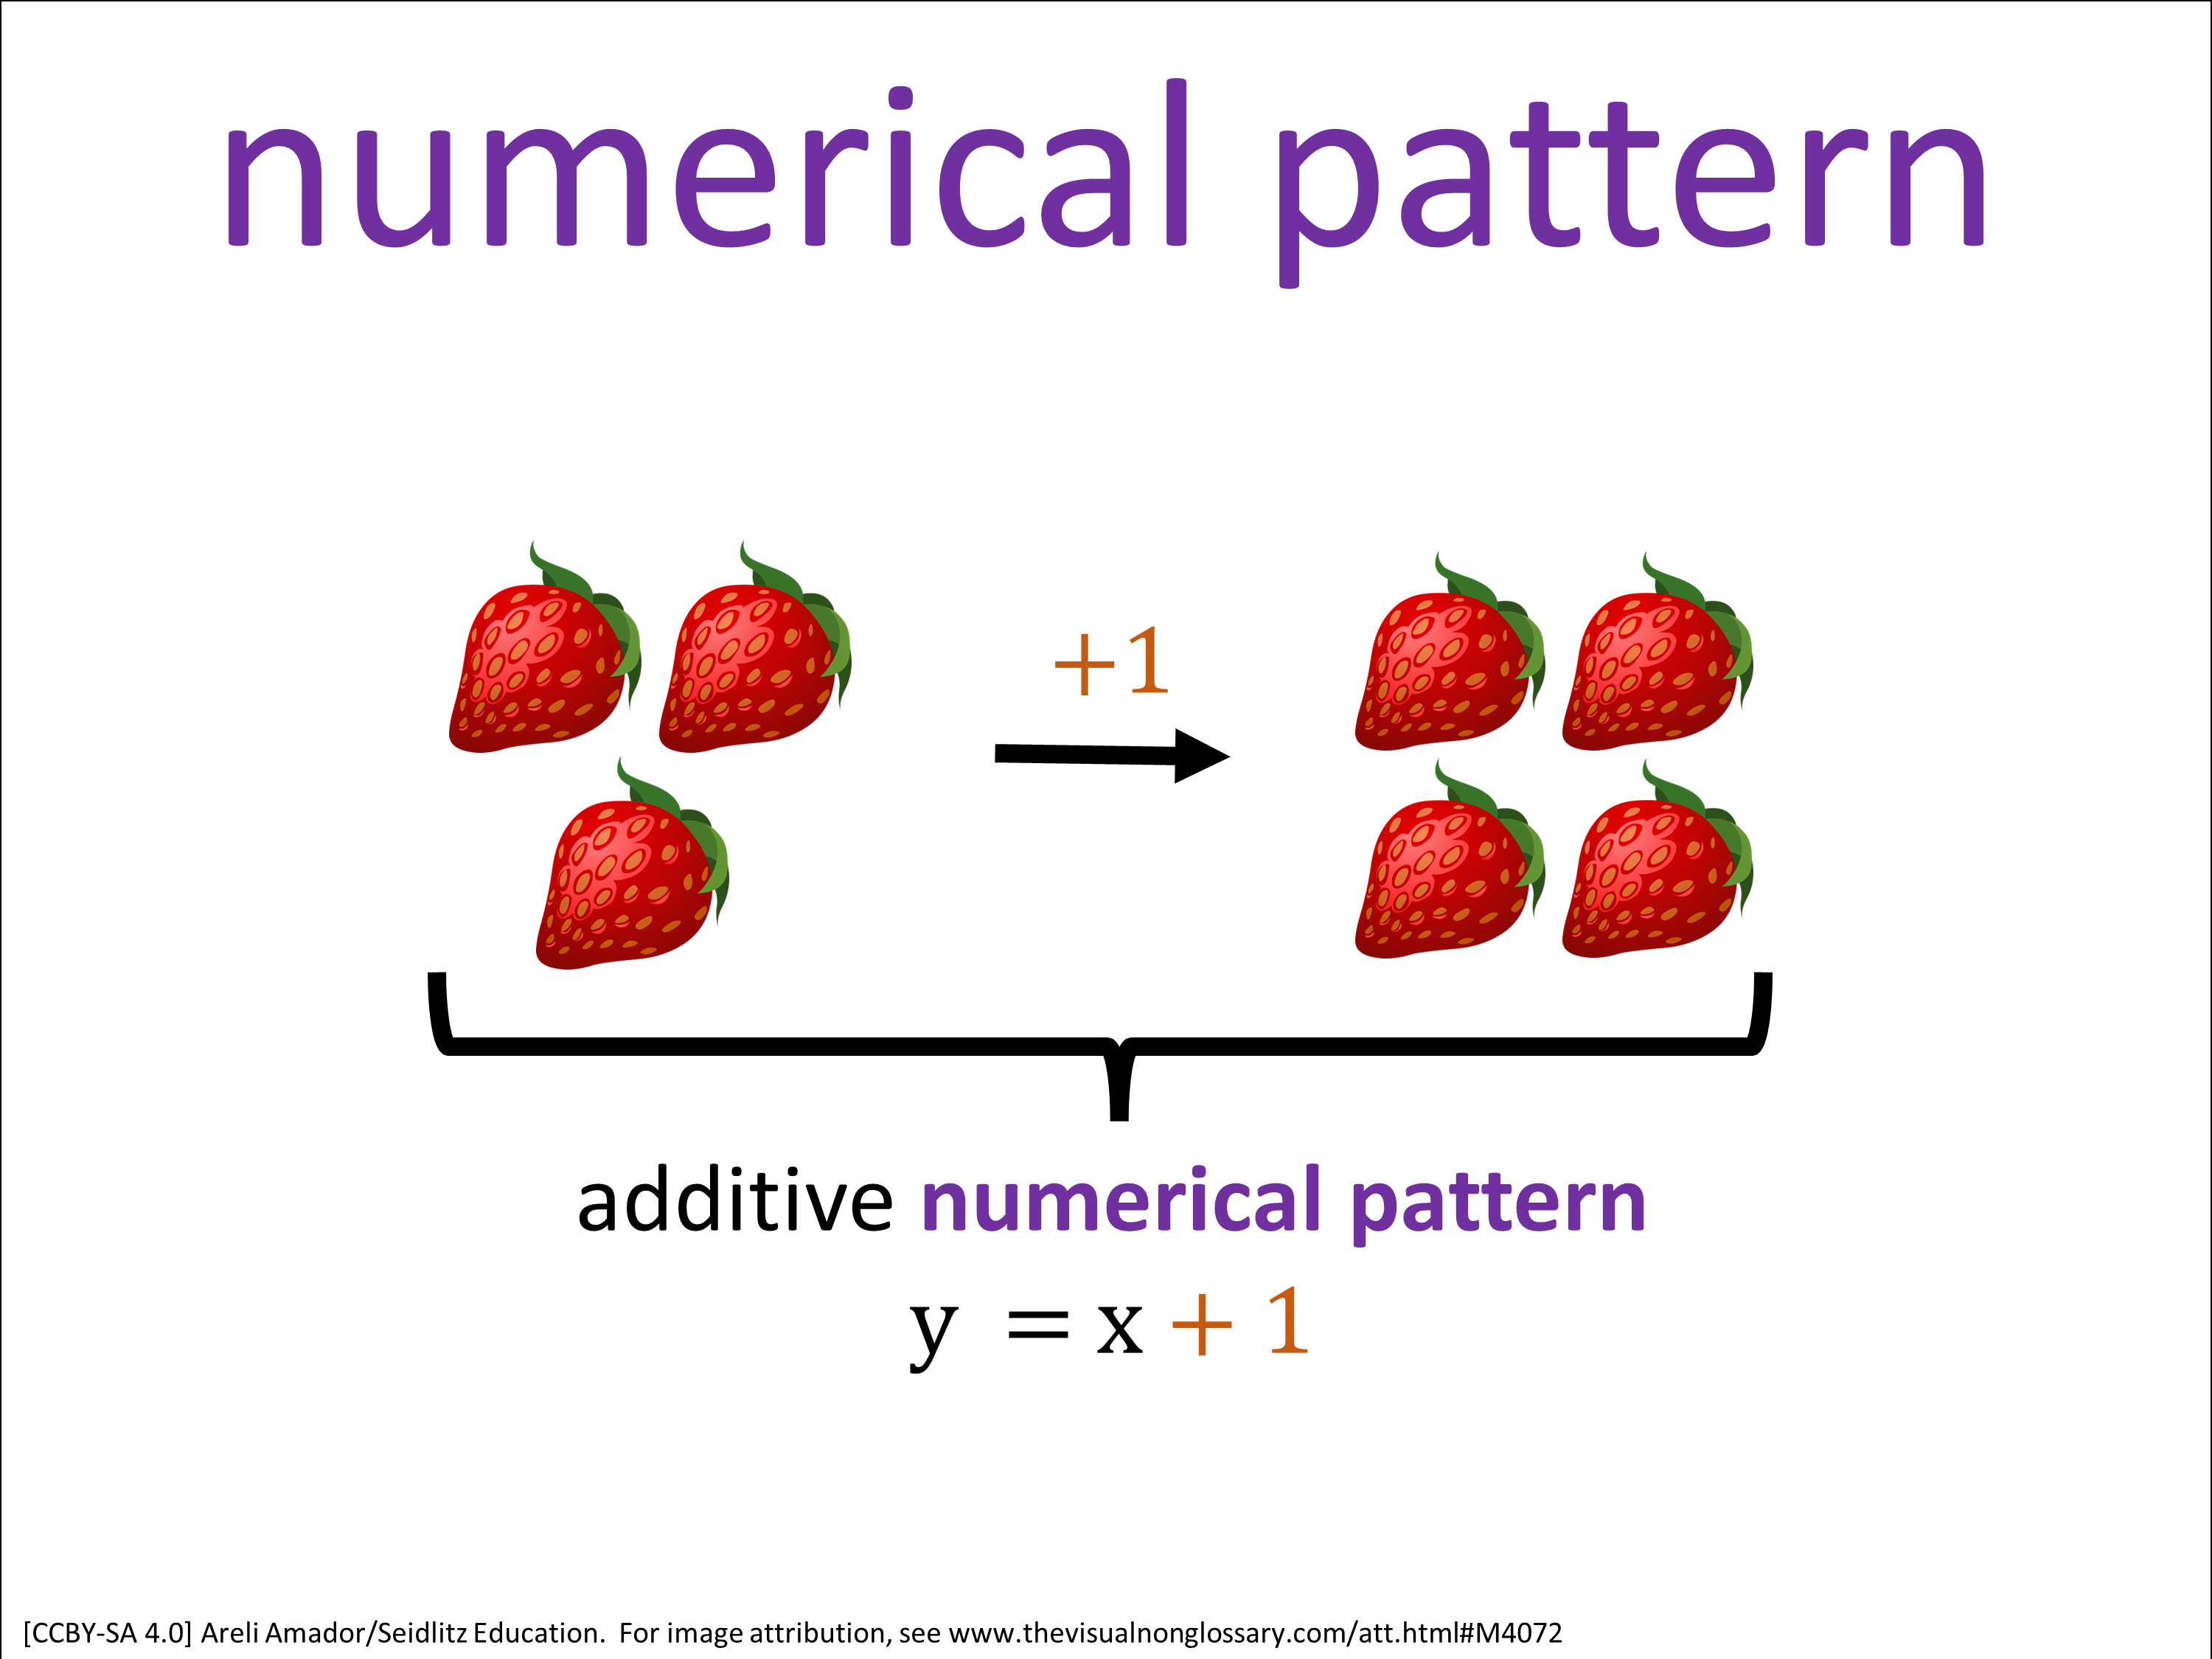 numerical pattern
+1
additive numerical pattern
y = x + 1
[CCBY-SA 4.0] Areli Amador/Seidlitz Education. For image attribution, see www.thevisualnonglossary.com/att.html#M4072